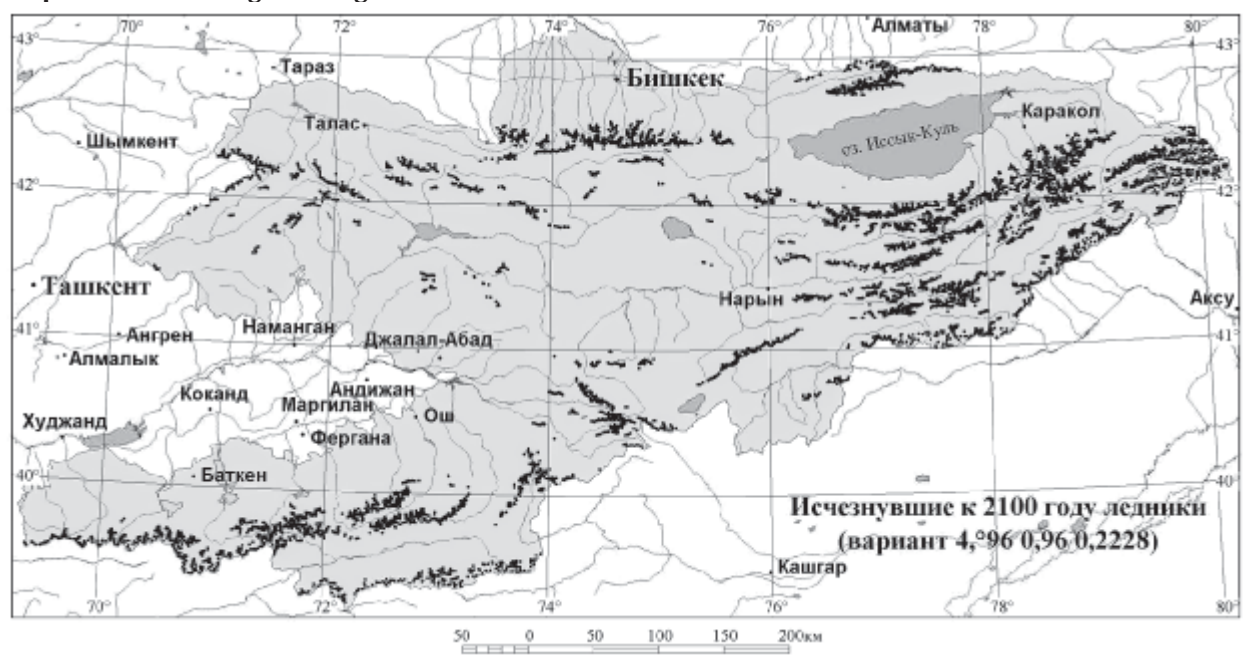 70°
72°
76°
78°
80°
43°
43°
Алматы
Тараз
Бишкек
Талас
Каракол
Шымкент
оз. Иссык-Куль
42°
42°
Ташкент
Нарын
Аксу
41°
Ангрен
Наманган
Джалал-Абад
41°
Алмалык
Коканд
Андижан
Маргилан
Худжанд
Ош
Фергана
40°
Баткен
40°
Исчезнувшие к 2100 году ледники
(вариант 4,°96 0,96 0,2228)
Кашгар
70°
72°
74°
76°
78°
80°
50 0 50 100 150 200км